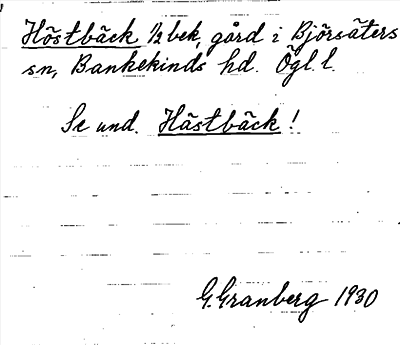 Höstbäck 1/2 bek, gård i Björsäters
sn, Bankekinds hd. Ögl. l.
Se und. Hästbäck!
G. Granberg 1930